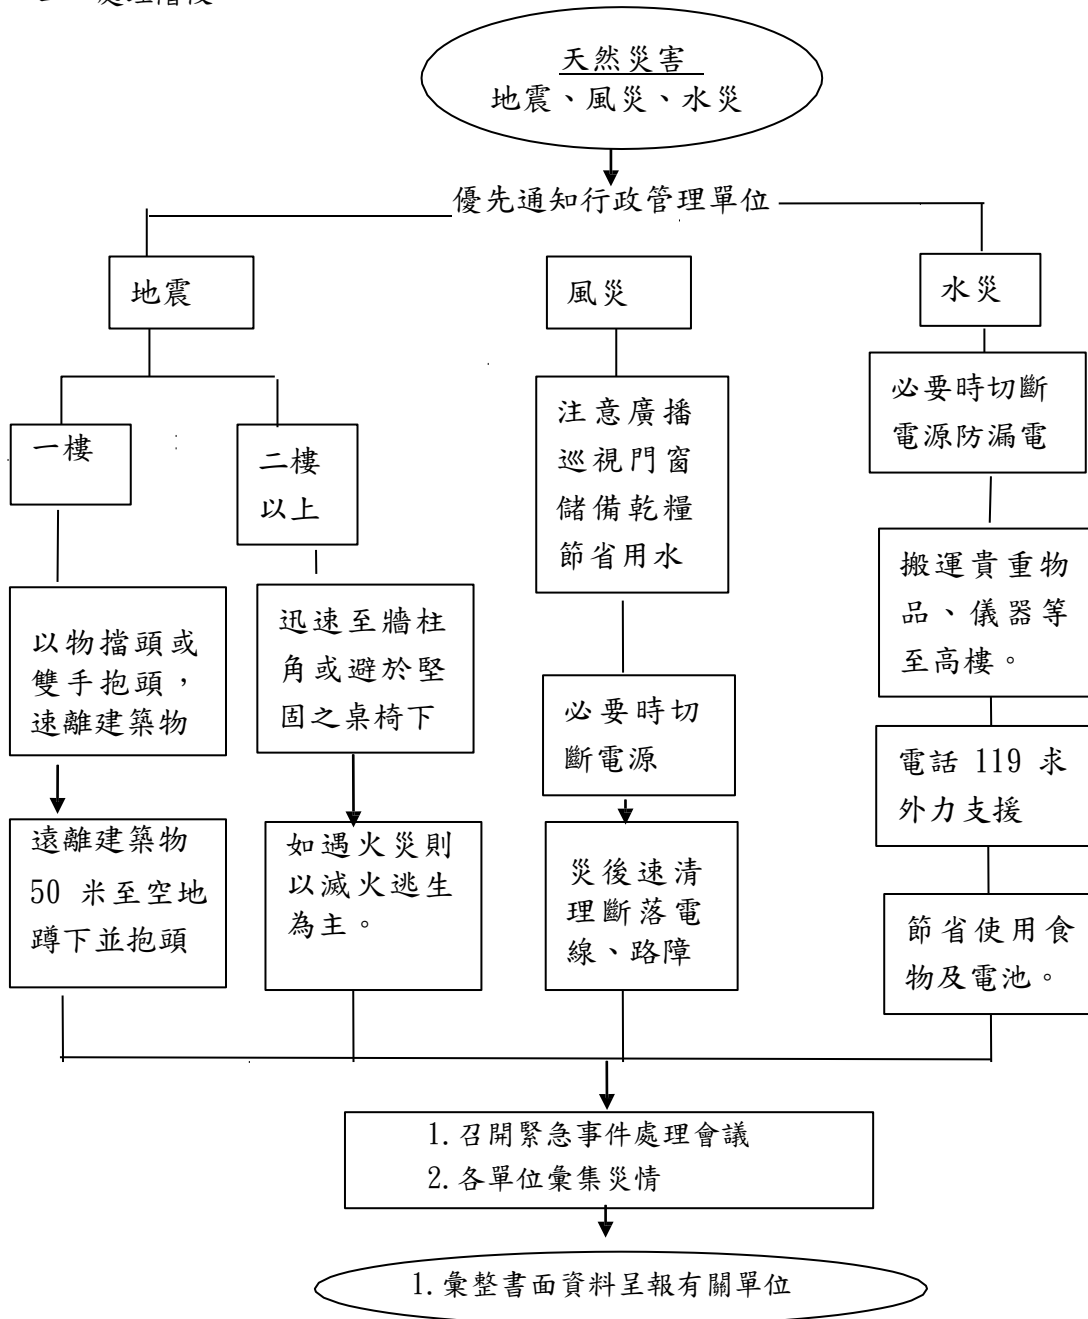 處理階段
天然災害
地震、風災、水災
優先通知行政管理單位
地震
風災
水災
一樓
二樓
以上
注意廣播
巡視門窗
儲備乾糧
節省用水
必要時切斷
電源防漏電
以物擋頭或
雙手抱頭，
速離建築物
迅速至牆柱
角或避於堅
固之桌椅下
必要時切
斷電源
搬運貴重物
品、儀器等
至高樓。
電話 119 求
外力支援
遠離建築物
50 米至空地
蹲下並抱頭
如遇火災則
以滅火逃生
為主。
災後速清
理斷落電
線、路障
節省使用食
物及電池。
1.召開緊急事件處理會議
2.各單位彙集災情
1.彙整書面資料呈報有關單位